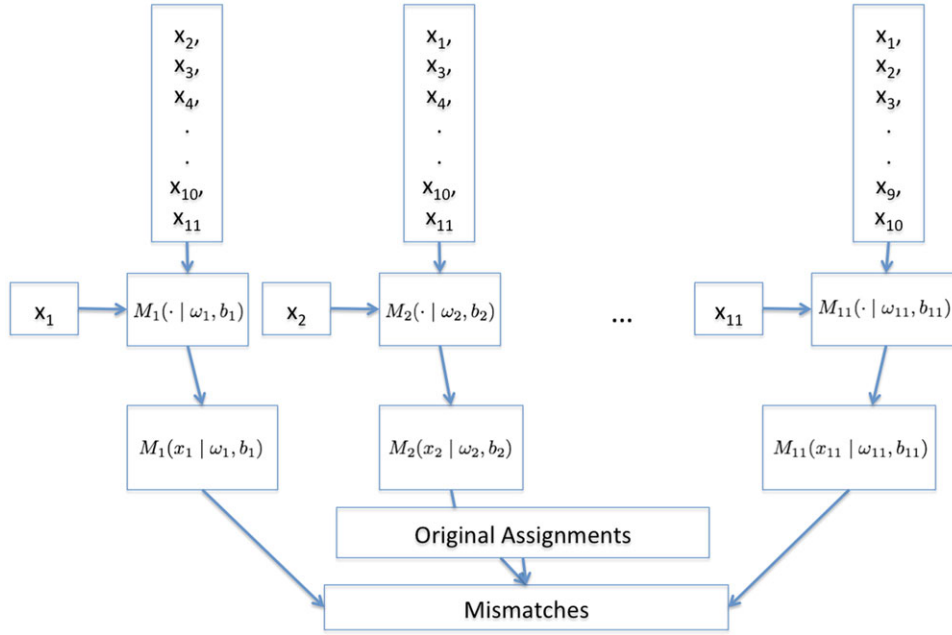 x₂,
x₃,
x₄,
.
.
x₁₀,
x₁₁
x₁,
x₃,
x₄,
.
.
x₁₀,
x₁₁
x₁,
x₂,
x₃,
.
.
x₉,
x₁₀
x₁
M₁(· | ω₁, b₁)
x₂
M₂(· | ω₂, b₂)
...
x₁₁
M₁₁(· | ω₁₁, b₁₁)
M₁(x₁ | ω₁, b₁)
M₂(x₂ | ω₂, b₂)
M₁₁(x₁₁ | ω₁₁, b₁₁)
Original Assignments
Mismatches